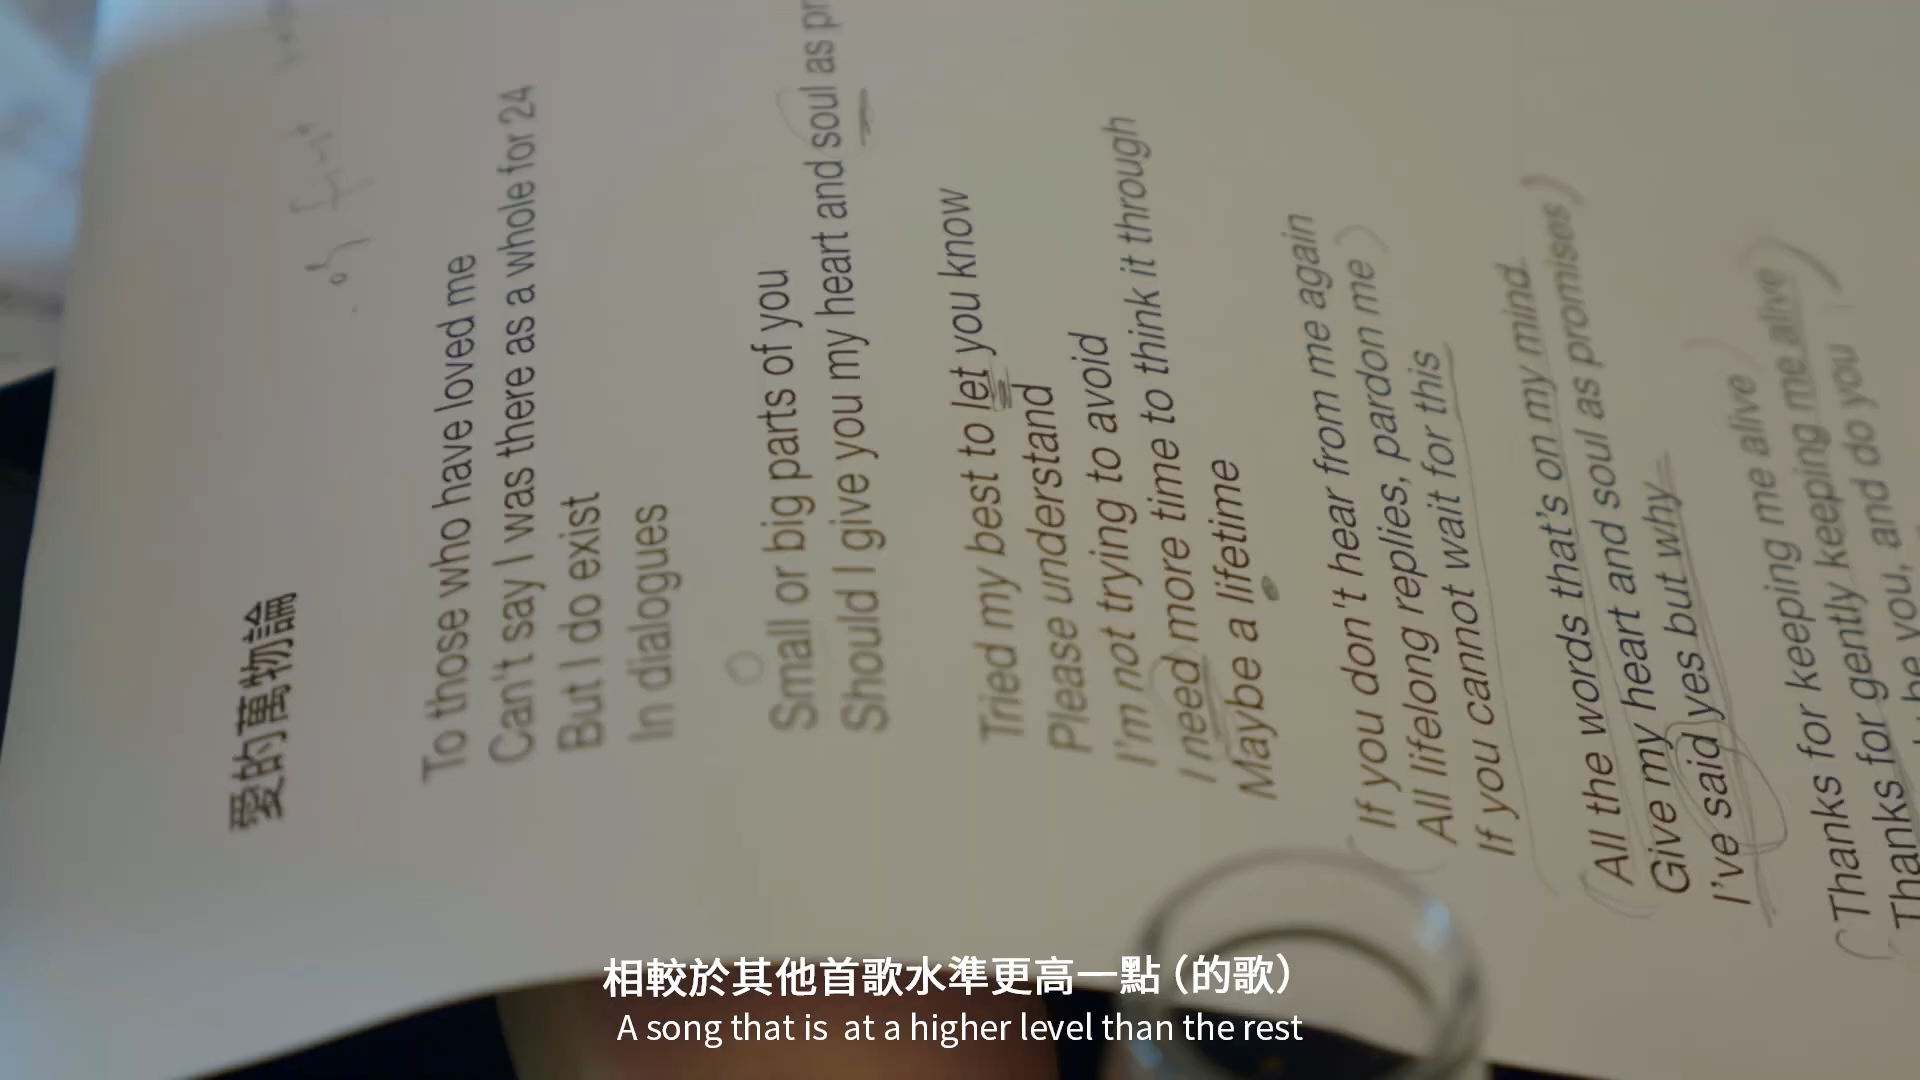 愛的萬物論
To those who have loved me
Can't say I was there as a whole for 24
But I do exist
In dialogues
Small or big parts of you
Should I give you my heart and soul as pr
Tried my best to let you know
Please understand
I'm not trying to avoid
I need more time to think it through
Maybe a lifetime
If you don't hear from me again
All lifelong replies, pardon me
If you cannot wait for this
All the words that's on my mind
Give my heart and soul as promises
I've said yes but why
Thanks for keeping me alive
Thanks for gently keeping me alive
be you, and do you
相較於其他首歌水準更高一點（的歌）
A song that is at a higher level than the rest